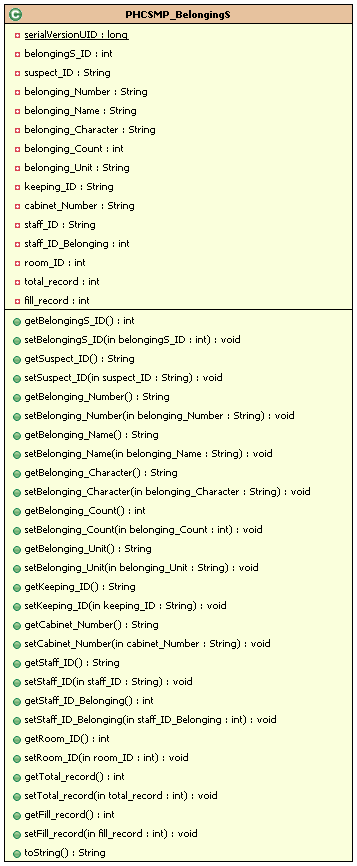 C PHCSMP_BelongingS
serialVersionUID : long
belongingS_ID : int
suspect_ID : String
belonging_Number : String
belonging_Name : String
belonging_Character : String
belonging_Count : int
belonging_Unit : String
keeping_ID : String
cabinet_Number : String
staff_ID : String
staff_ID_Belonging : int
room_ID : int
total_record : int
fill_record : int
getBelongingS_ID() : int
setBelongingS_ID(in belongingS_ID : int) : void
getSuspect_ID() : String
setSuspect_ID(in suspect_ID : String) : void
getBelonging_Number() : String
setBelonging_Number(in belonging_Number : String) : void
getBelonging_Name() : String
setBelonging_Name(in belonging_Name : String) : void
getBelonging_Character() : String
setBelonging_Character(in belonging_Character : String) : void
getBelonging_Count() : int
setBelonging_Count(in belonging_Count : int) : void
getBelonging_Unit() : String
setBelonging_Unit(in belonging_Unit : String) : void
getKeeping_ID() : String
setKeeping_ID(in keeping_ID : String) : void
getCabinet_Number() : String
setCabinet_Number(in cabinet_Number : String) : void
getStaff_ID() : String
setStaff_ID(in staff_ID : String) : void
getStaff_ID_Belonging() : int
setStaff_ID_Belonging(in staff_ID_Belonging : int) : void
getRoom_ID() : int
setRoom_ID(in room_ID : int) : void
getTotal_record() : int
setTotal_record(in total_record : int) : void
getFill_record() : int
setFill_record(in fill_record : int) : void
toString() : String